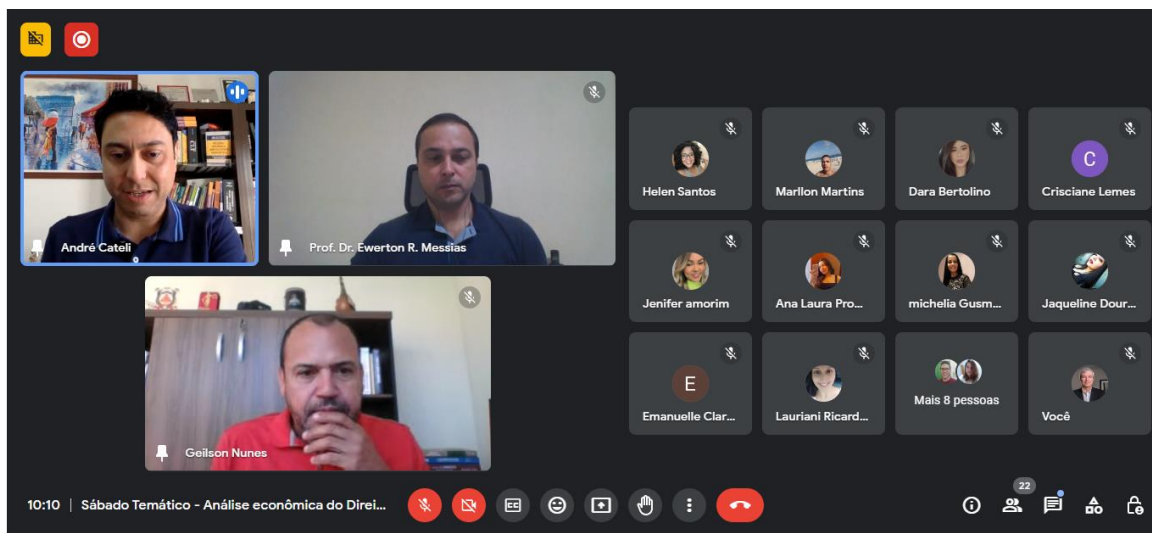 André Cateli
Prof. Dr. Ewerton R. Messias
Geilson Nunes
Helen Santos
Marllon Martins
Dara Bertolino
C
Crisciane Lemes
Jenifer amorim
Ana Laura Pro...
michelia Gusm...
Jaqueline Dour...
E
Emanuelle Clar...
Lauriani Ricard...
Mais 8 pessoas
Você
10:10 | Sábado Temático - Análise econômica do Direi...
CC
22